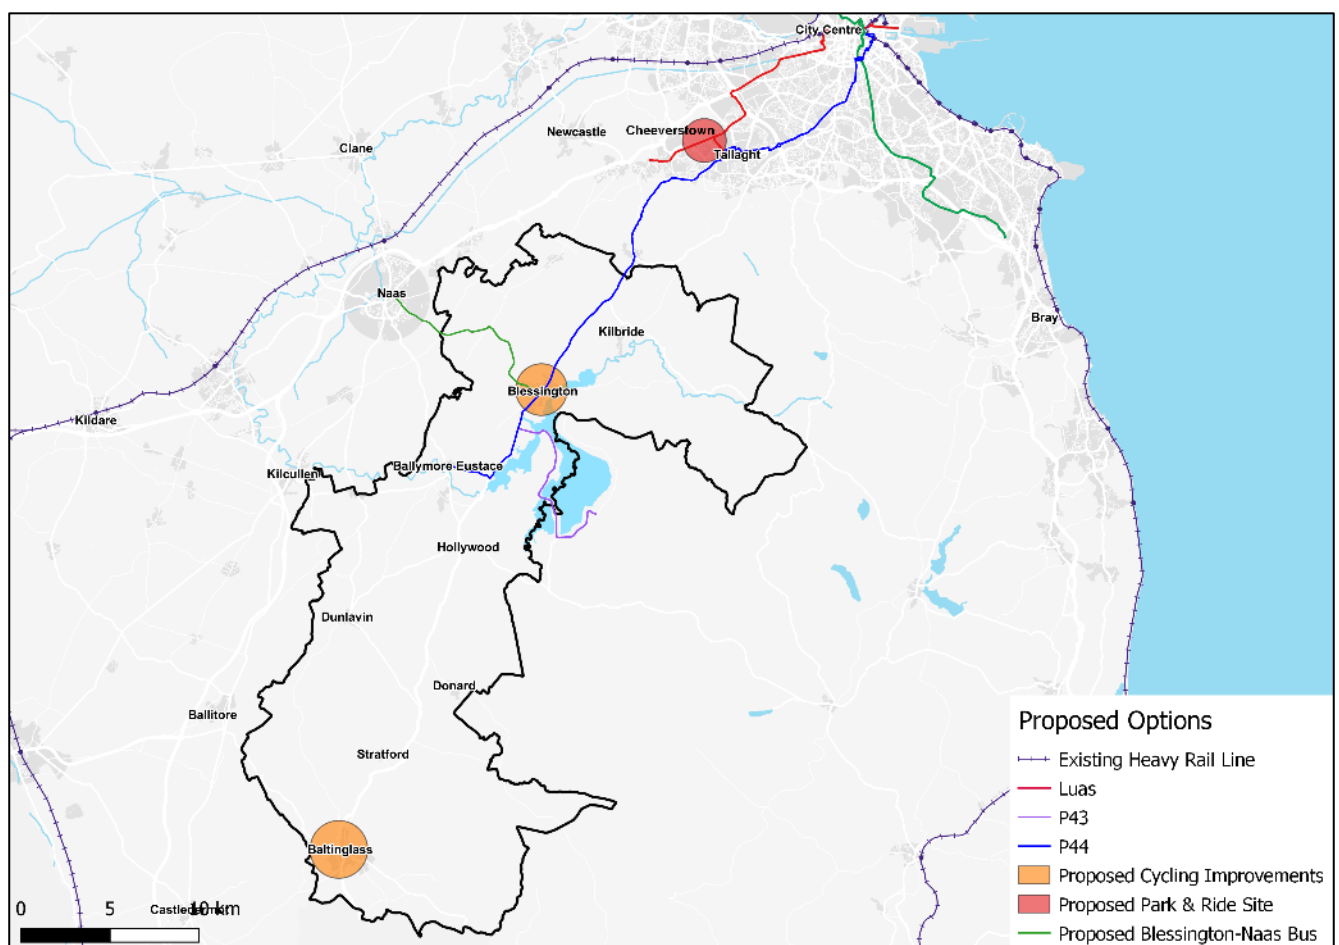 City Centre
Newcastle
Cheeverstown
Clane
Tallaght
Naas
Bray
Kilbride
Blessington
Kildare
Ballymore Eustace
Kilcullen
Hollywood
Dunlavin
Donard
Ballitore
Stratford
Baltinglass
0 5 10 km
Proposed Options
Existing Heavy Rail Line
Luas
P43
P44
Proposed Cycling Improvements
Proposed Park & Ride Site
Proposed Blessington-Naas Bus